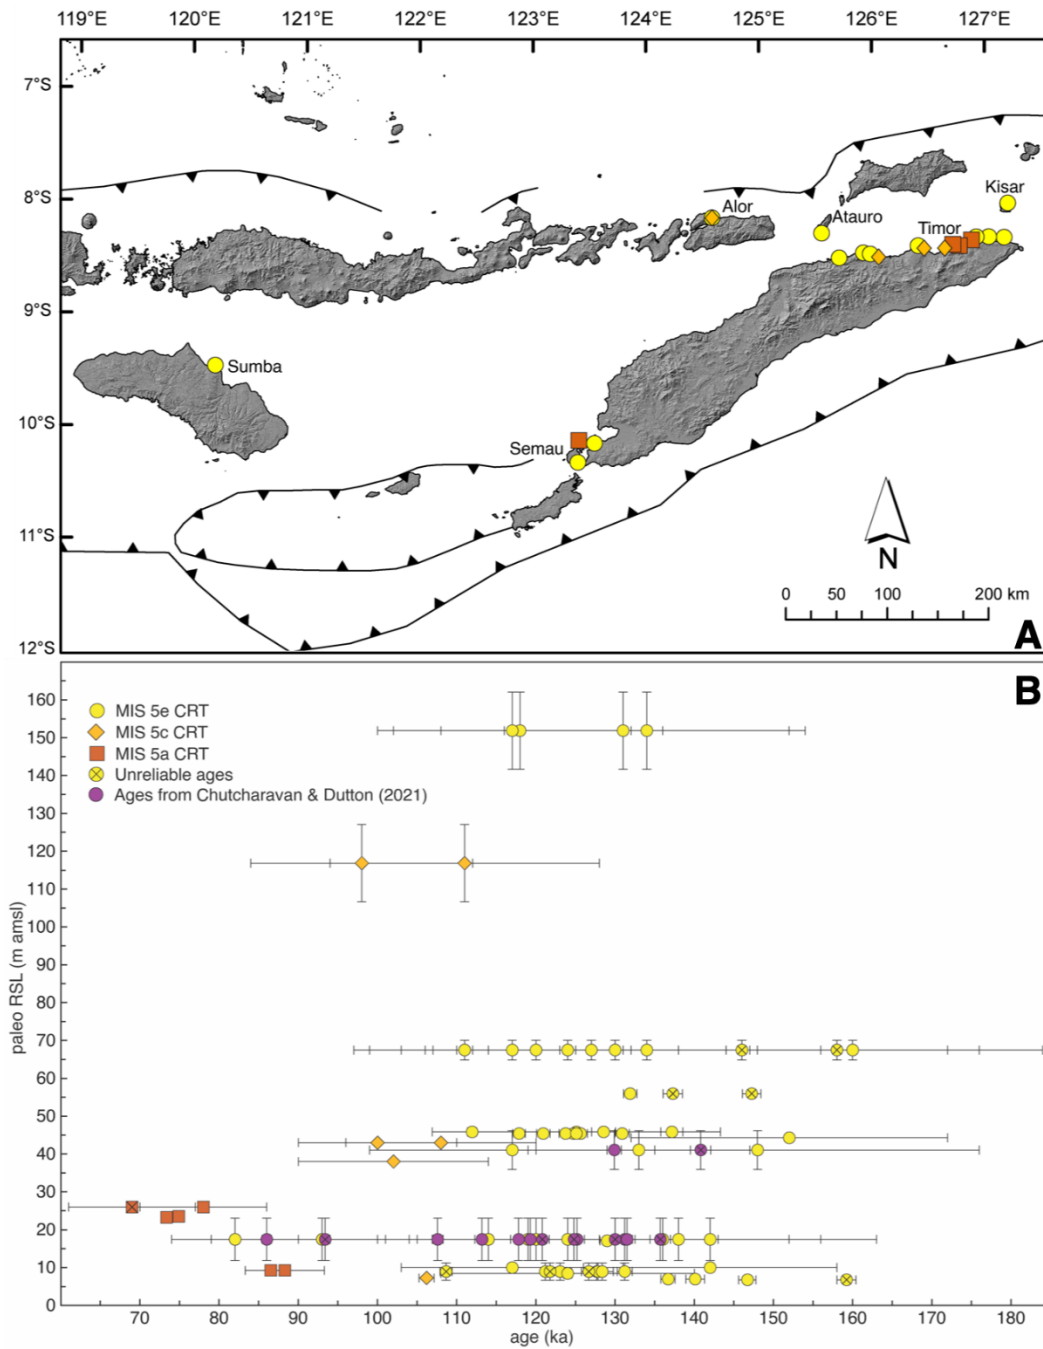 119°E 120°E 121°E 122°E 123°E 124°E 125°E 126°E 127°E
7°S
8°S
9°S
10°S
11°S
12°S
Kisar
Alor
Atauro
Timor
Sumba
Semau
N
0 50 100 200 km
A
B
160
150
140
130
120
110
100
90
80
70
60
50
40
30
20
10
0
MIS 5e CRT
MIS 5c CRT
MIS 5a CRT
Unreliable ages
Ages from Chutcharavan & Dutton (2021)
paleo RSL (m amsl)
70 80 90 100 110 120 130 140 150 160 170 180
age (ka)